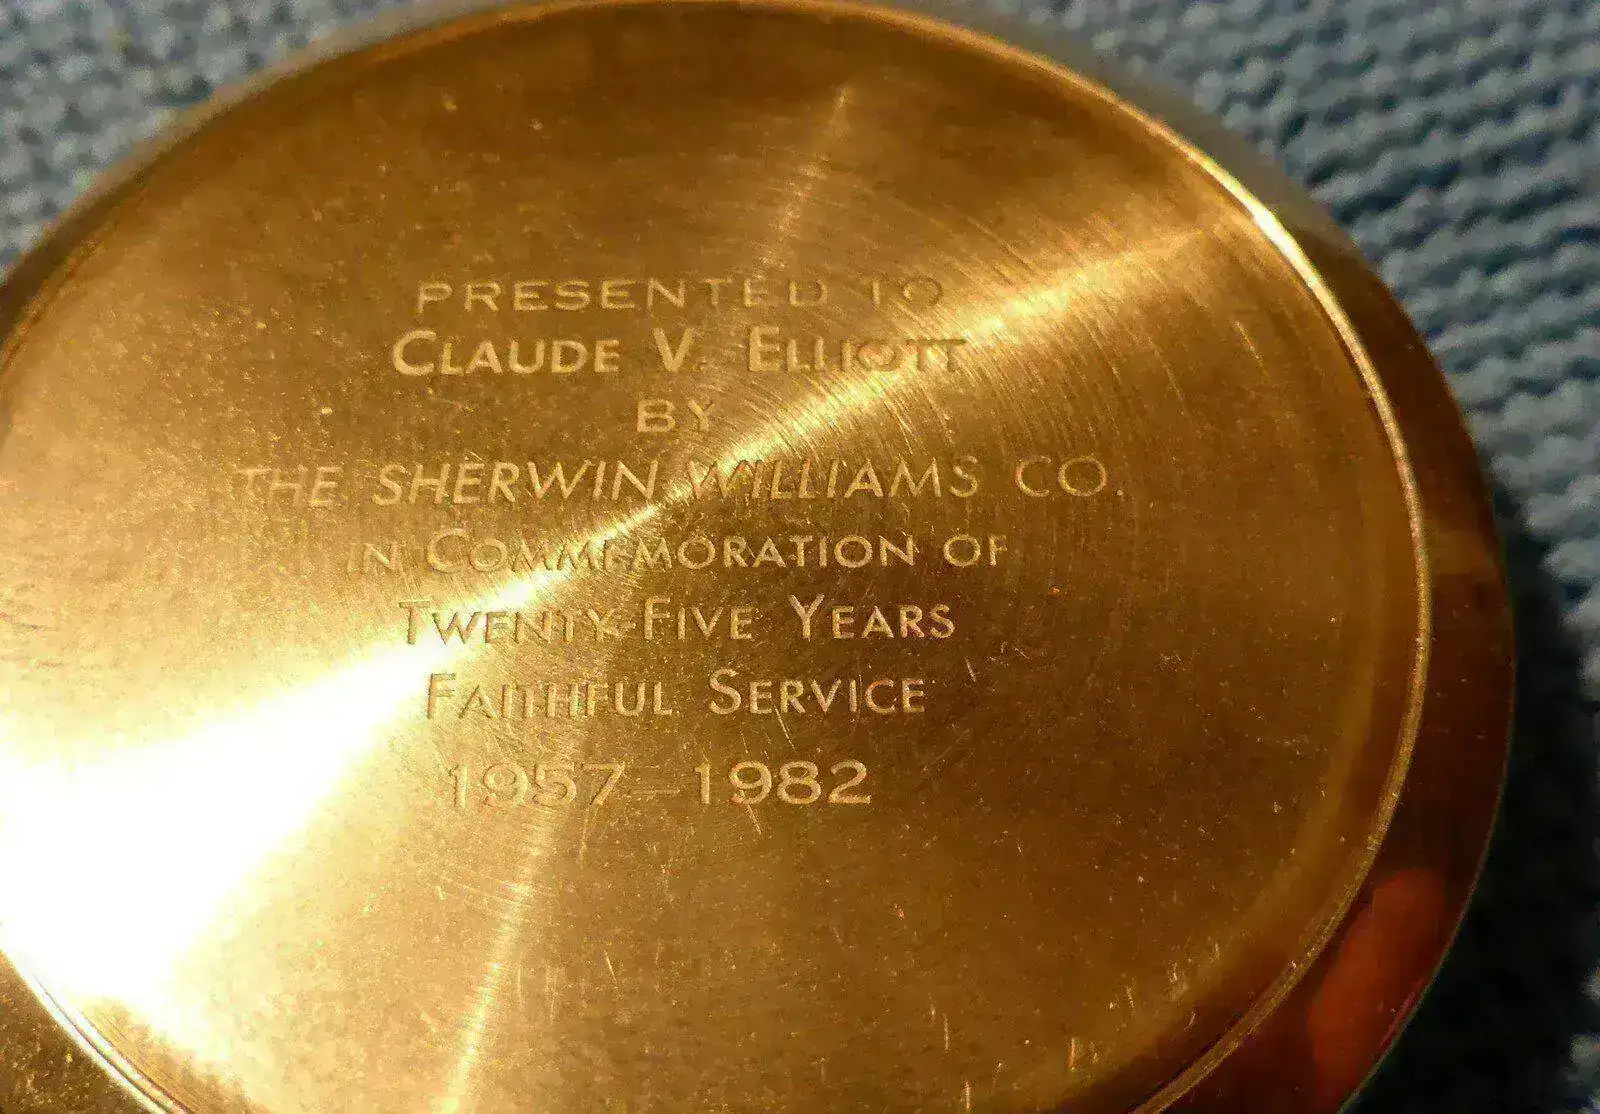 PRESENTED TO
CLAUDE V. ELLIOTT
BY
THE SHERWIN WILLIAMS CO.
IN COMMEMORATION OF
TWENTY-FIVE YEARS
FAITHFUL SERVICE
1957-1982